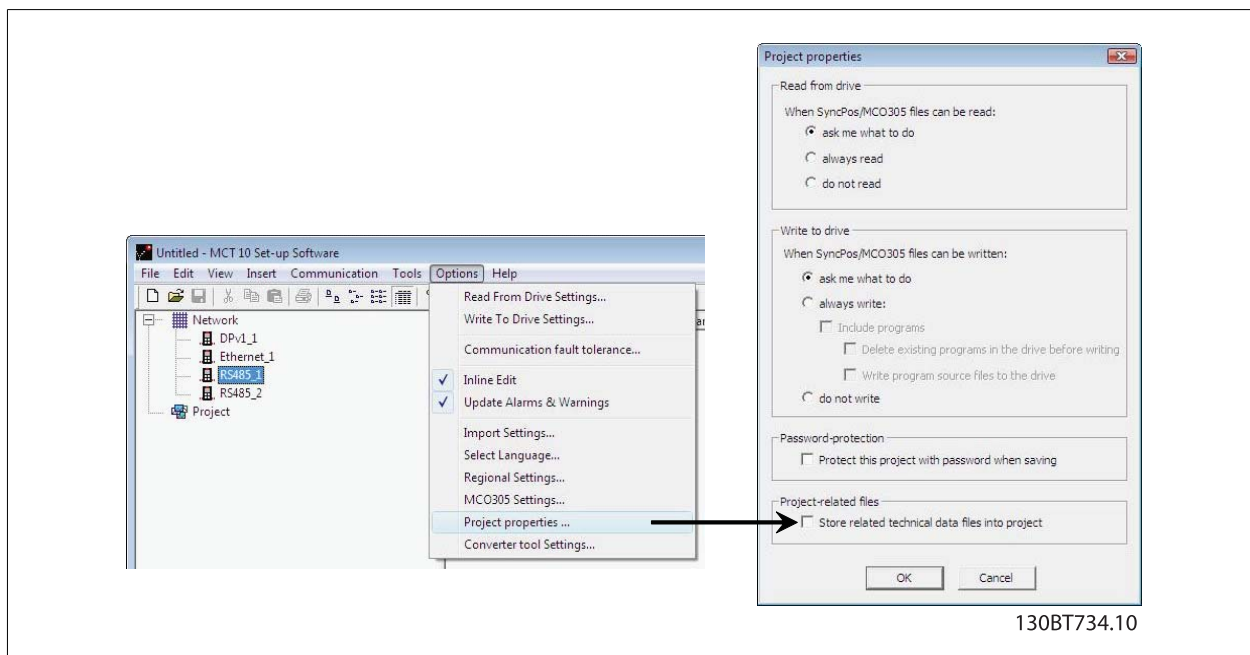 Untitled - MCT 10 Set-up Software
File Edit View Insert Communication Tools Options Help
Network
DPv1_1
Ethernet_1
RS485_1
RS485_2
Project
Read From Drive Settings...
Write To Drive Settings...
Communication fault tolerance...
Inline Edit
Update Alarms & Warnings
Import Settings...
Select Language...
Regional Settings...
MCO305 Settings...
Project properties ...
Converter tool Settings...
Project properties
Read from drive
When SyncPos/MCO305 files can be read:
ask me what to do
always read
do not read
Write to drive
When SyncPos/MCO305 files can be written:
ask me what to do
always write:
Include programs
Delete existing programs in the drive before writing
Write program source files to the drive
do not write
Password-protection
Protect this project with password when saving
Project-related files
Store related technical data files into project
OK Cancel
130BT734.10